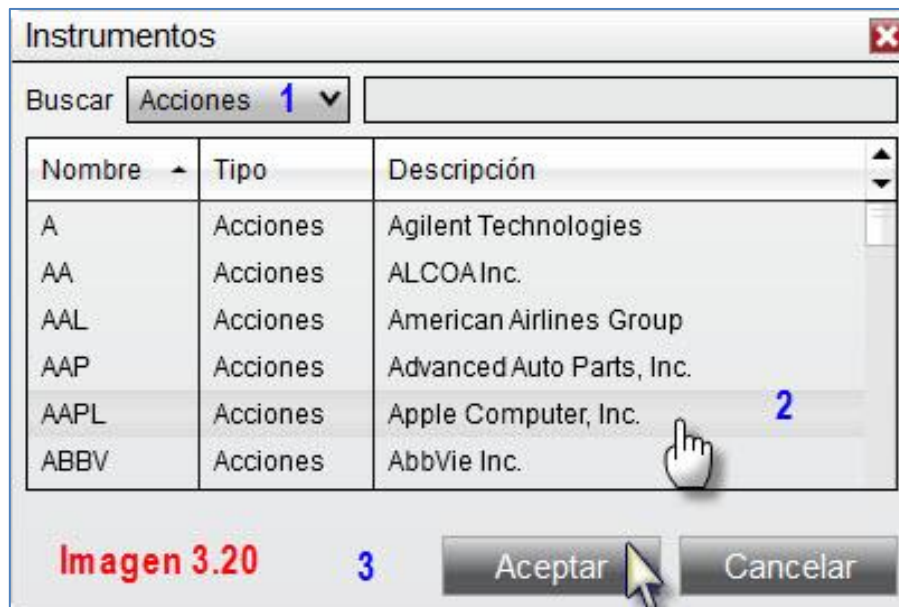 Instrumentos
Buscar Acciones 1
Nombre Tipo Descripción
A Acciones Agilent Technologies
AA Acciones ALCOA Inc.
AAL Acciones American Airlines Group
AAP Acciones Advanced Auto Parts, Inc.
AAPL Acciones Apple Computer, Inc. 2
ABBV Acciones AbbVie Inc.
Imagen 3.20 3 Aceptar Cancelar